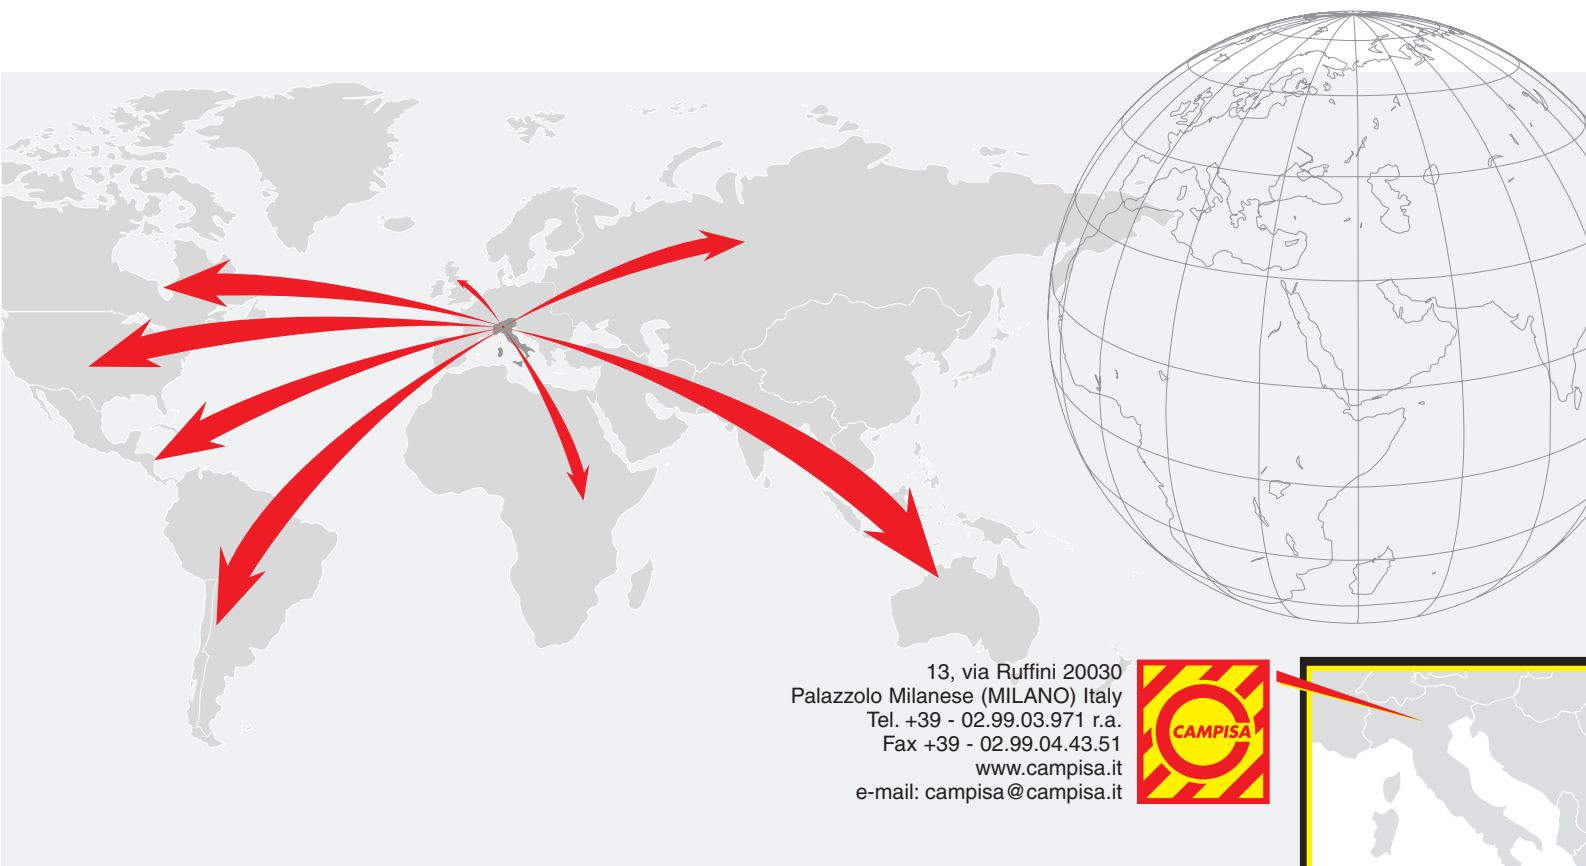 13, via Ruffini 20030
Palazzolo Milanese (MILANO) Italy
Tel. +39 - 02.99.03.971 r.a.
Fax +39 - 02.99.04.43.51
www.campisa.it
e-mail: campisa@campisa.it
CAMPISA